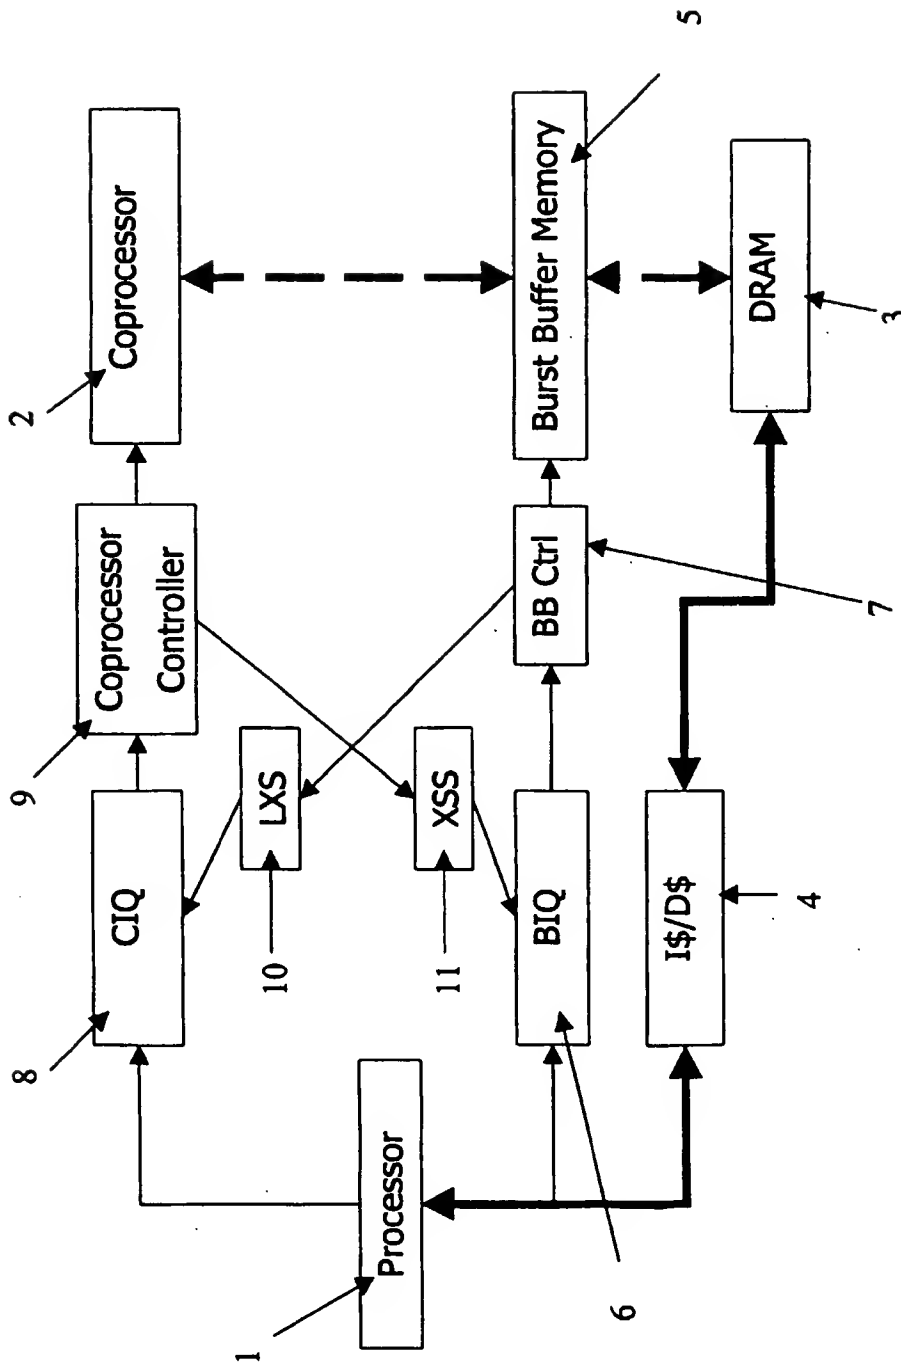 2
Coprocessor
5
Burst Buffer Memory
DRAM
3
9
Coprocessor
Controller
BB Ctrl
7
LXS
10
XSS
11
8
CIQ
BIQ
6
I$/D$
4
1
Processor